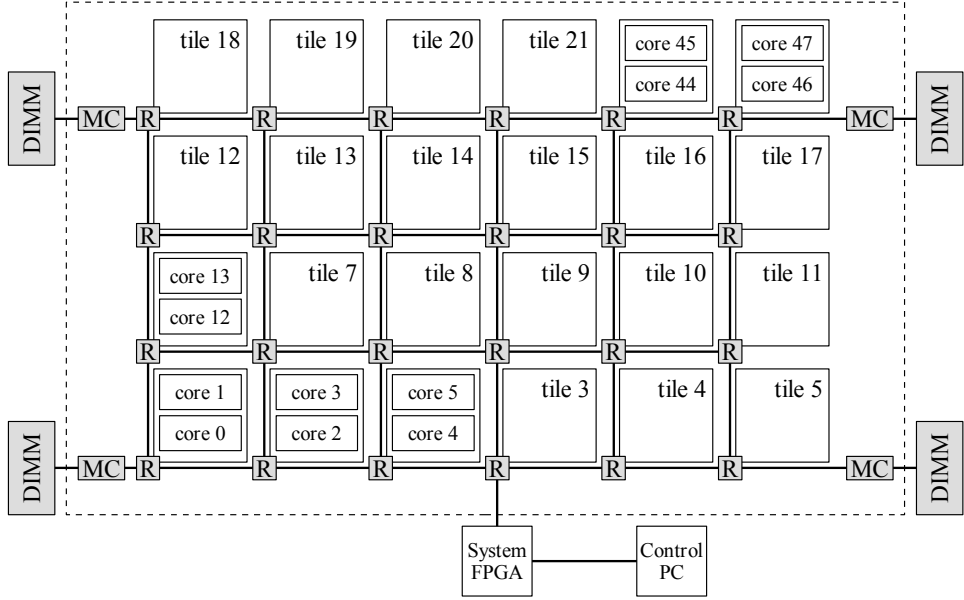 tile 18
tile 19
tile 20
tile 21
core 45
core 47
core 44
core 46
DIMM
MC
R
R
R
R
R
R
MC
DIMM
tile 12
tile 13
tile 14
tile 15
tile 16
tile 17
R
R
R
R
R
R
core 13
core 12
tile 7
tile 8
tile 9
tile 10
tile 11
R
R
R
R
R
R
core 1
core 3
core 5
core 0
core 2
core 4
tile 3
tile 4
tile 5
DIMM
MC
R
R
R
R
R
R
MC
DIMM
System
FPGA
Control
PC